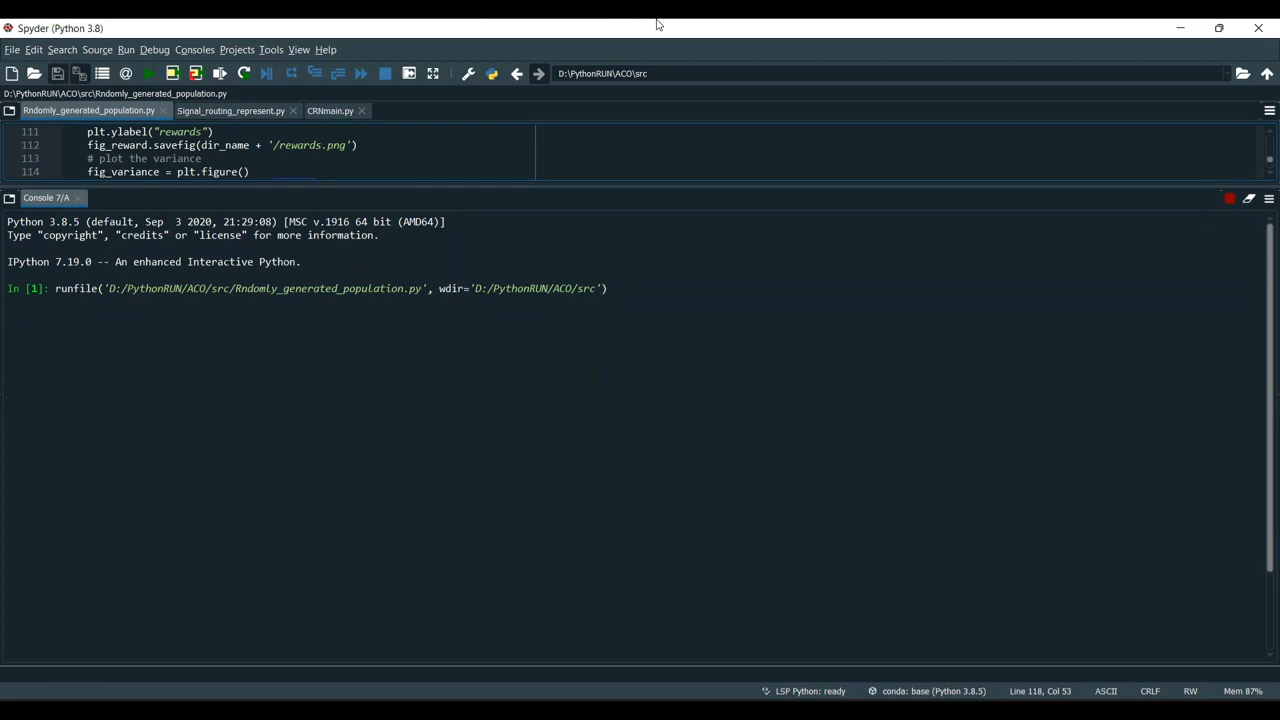 Spyder (Python 3.8)
File Edit Search Source Run Debug Consoles Projects Tools View Help
D:\PythonRUN\ACO\src
D:\PythonRUN\ACO\src\Rndomly_generated_population.py
Rndomly_generated_population.py Signal_routing_represent.py CRNmain.py
111 plt.ylabel("rewards")
112 fig_reward.savefig(dir_name + '/rewards.png')
113 # plot the variance
114 fig_variance = plt.figure()
Console 7/A
Python 3.8.5 (default, Sep 3 2020, 21:29:08) [MSC v.1916 64 bit (AMD64)]
Type "copyright", "credits" or "license" for more information.
IPython 7.19.0 -- An enhanced Interactive Python.
In [1]: runfile('D:/PythonRUN/ACO/src/Rndomly_generated_population.py', wdir='D:/PythonRUN/ACO/src')
LSP Python: ready conda: base (Python 3.8.5) Line 118, Col 53 ASCII CRLF RW Mem 87%